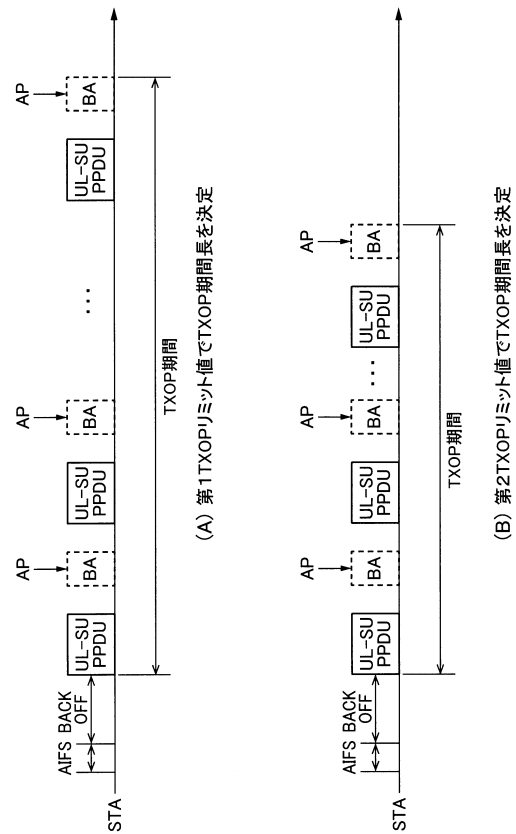 AP
AP
AP
UL-SU
PPDU
BA
UL-SU
PPDU
BA
...
UL-SU
PPDU
BA
STA
AIFS
BACK
OFF
TXOP期間
(A) 第1TXOPリミット値でTXOP期間長を決定
AP
AP
AP
UL-SU
PPDU
BA
UL-SU
PPDU
BA
...
UL-SU
PPDU
BA
STA
AIFS
BACK
OFF
TXOP期間
(B) 第2TXOPリミット値でTXOP期間長を決定